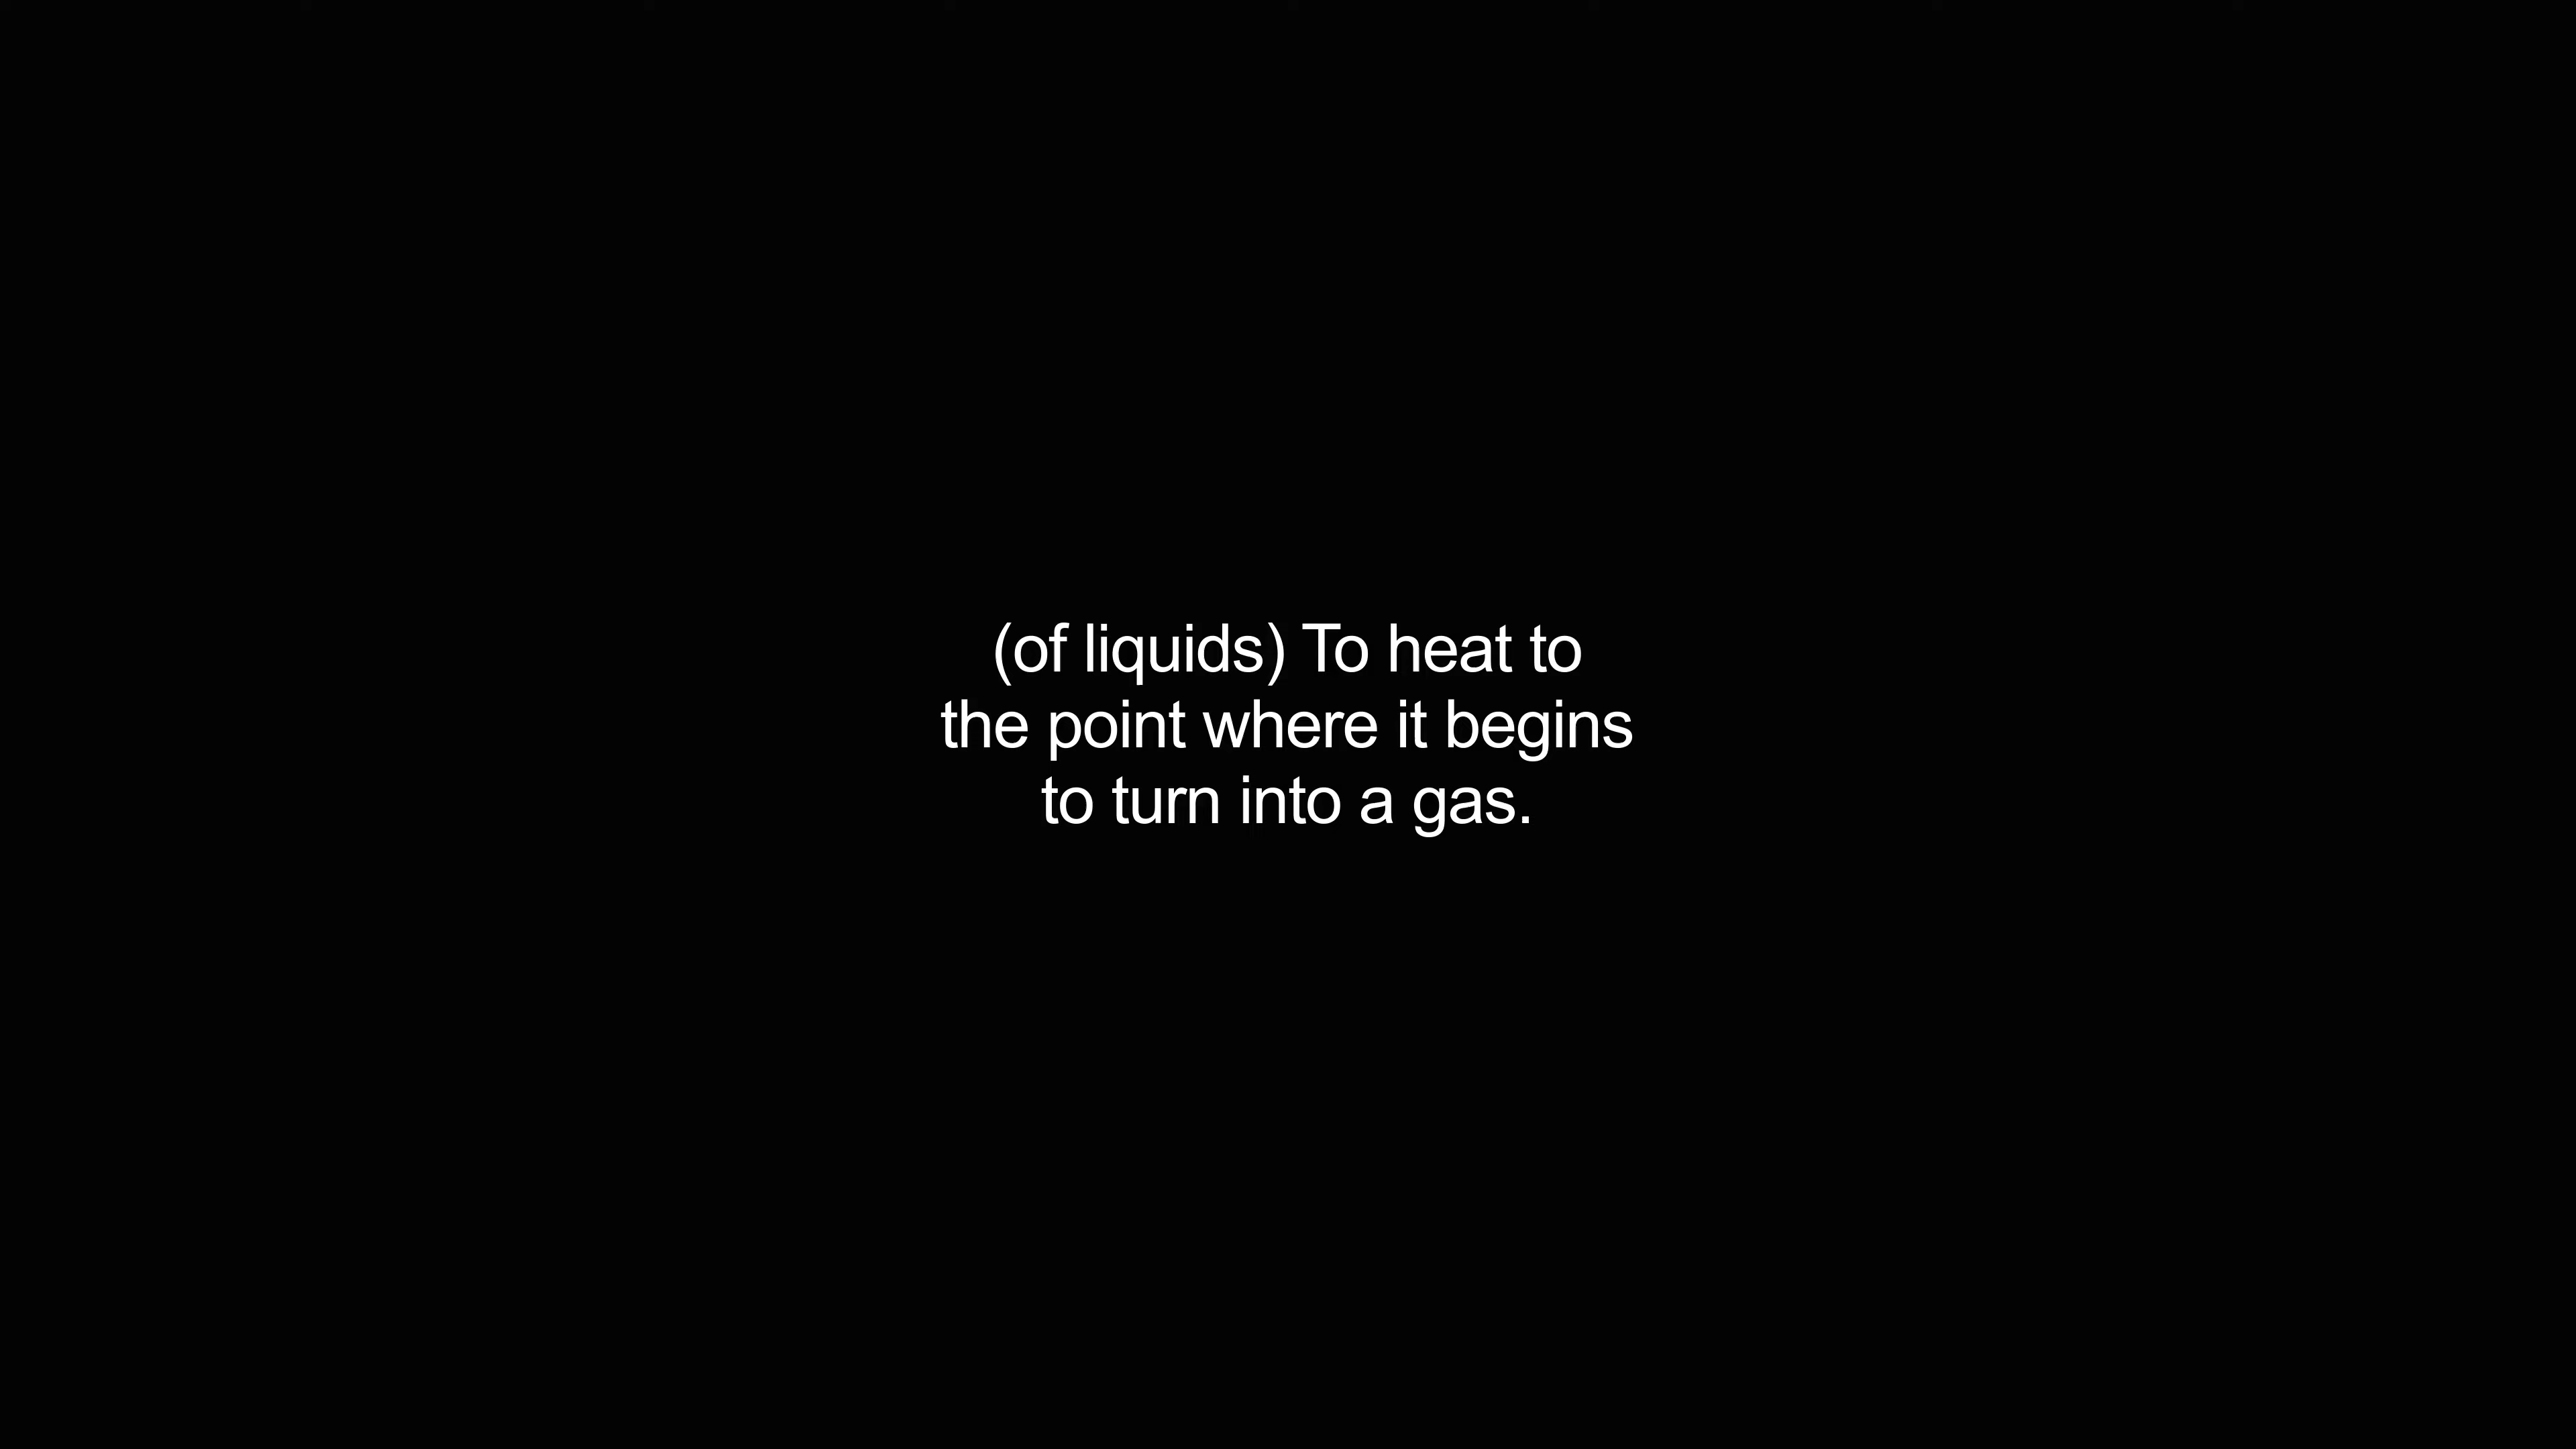 (of liquids) To heat to
the point where it begins
to turn into a gas.